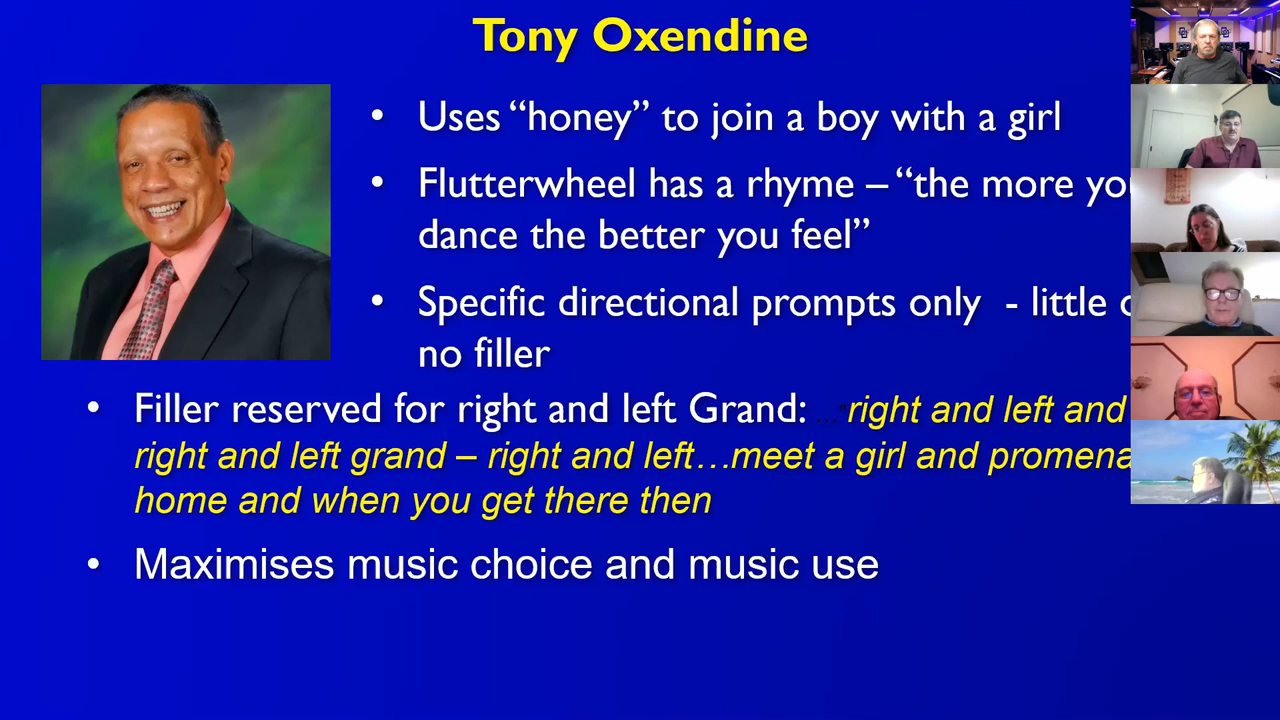 Tony Oxendine
• Uses “honey” to join a boy with a girl
• Flutterwheel has a rhyme – “the more yo
dance the better you feel”
• Specific directional prompts only - little
no filler
• Filler reserved for right and left Grand: ...right and left and
right and left grand – right and left…meet a girl and promena
home and when you get there then
• Maximises music choice and music use